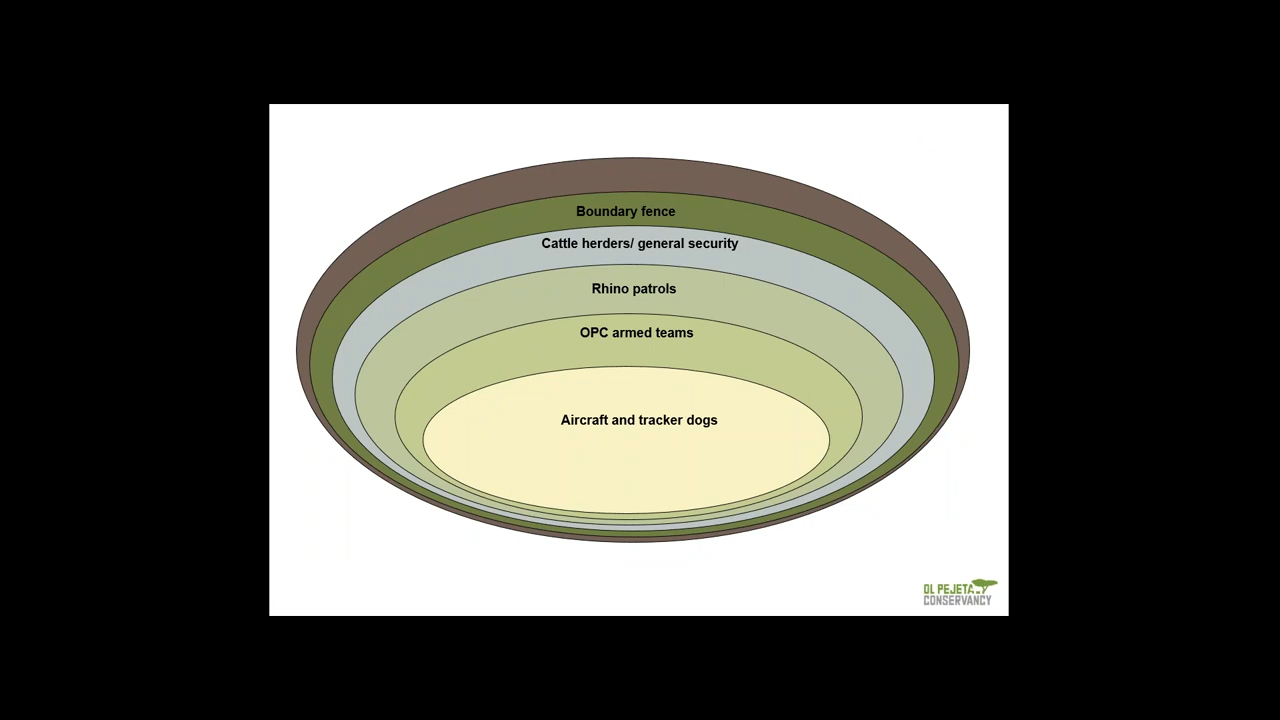 Boundary fence
Cattle herders/ general security
Rhino patrols
OPC armed teams
Aircraft and tracker dogs
OL PEJETA
CONSERVANCY